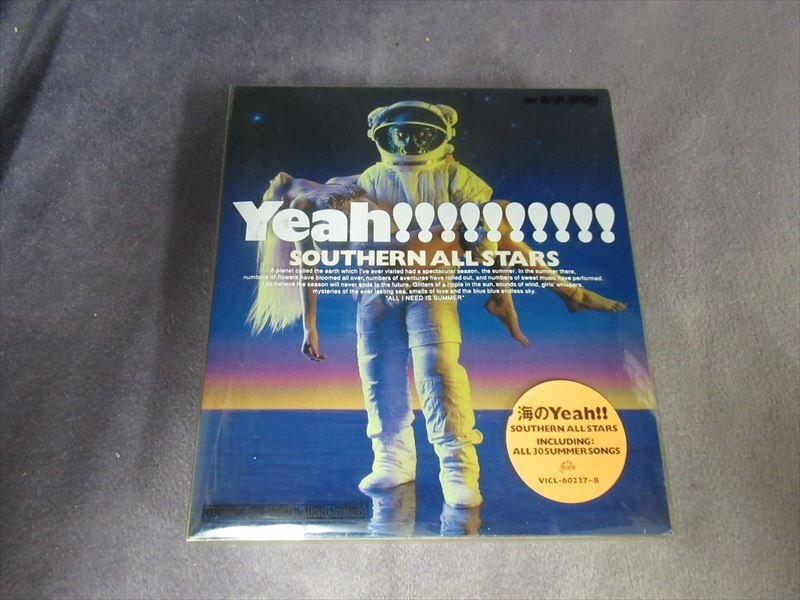 Yeah!!!!!!!!!!
SOUTHERN ALL STARS
A planet called the earth which I've ever visited had a spectacular season, the summer. In the summer there,
numbers of flowers have bloomed all over, numbers of aventures have rolled out, and numbers of sweet music have performed.
to believe the season will never ends to the future. Glitters of a ripple in the sun, sounds of wind, girls' whispers,
mysteries of the ever lasting sea, smells of love and the blue blue endless sky.
"ALL I NEED IS SUMMER"
海のYeah!!
SOUTHERN ALL STARS
INCLUDING:
ALL 30 SUMMER SONGS
VICL-60227~8